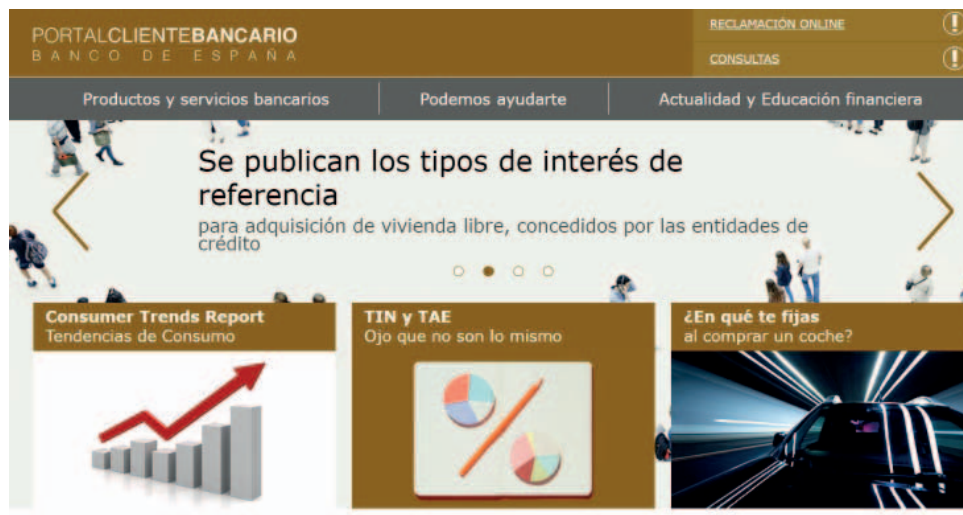 PORTALCLIENTEBANCARIO
BANCO DE ESPAÑA
RECLAMACIÓN ONLINE
CONSULTAS
Productos y servicios bancarios
Podemos ayudarte
Actualidad y Educación financiera
Se publican los tipos de interés de
referencia
para adquisición de vivienda libre, concedidos por las entidades de
crédito
Consumer Trends Report
Tendencias de Consumo
TIN y TAE
Ojo que no son lo mismo
¿En qué te fijas
al comprar un coche?